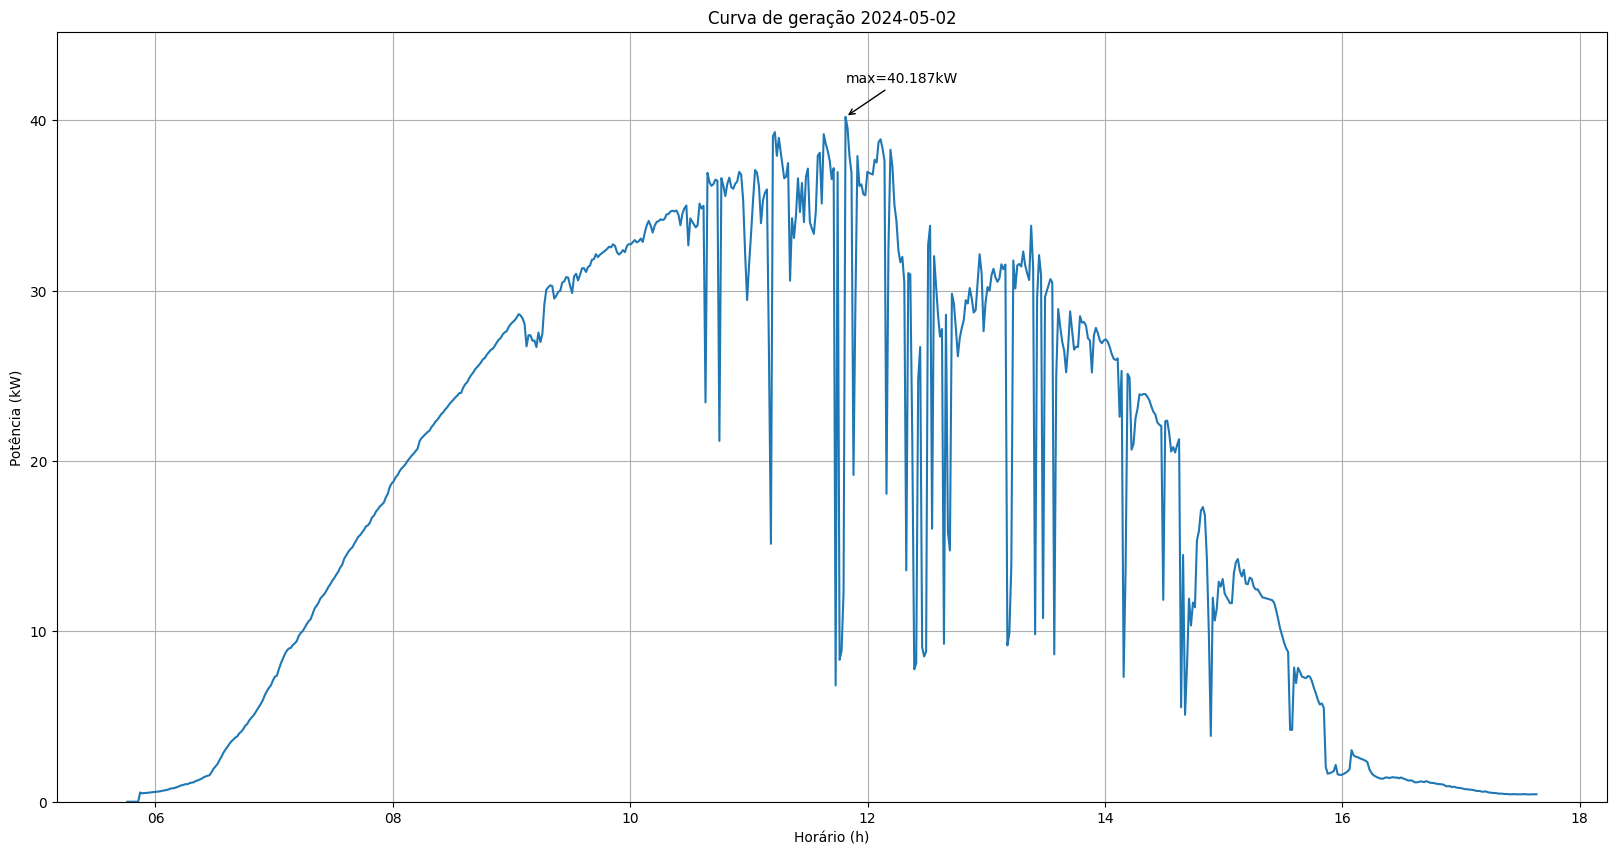 Curva de geração 2024-05-02
max=40.187kW
40
30
20
10
0
Potência (kW)
06 08 10 12 14 16 18
Horário (h)